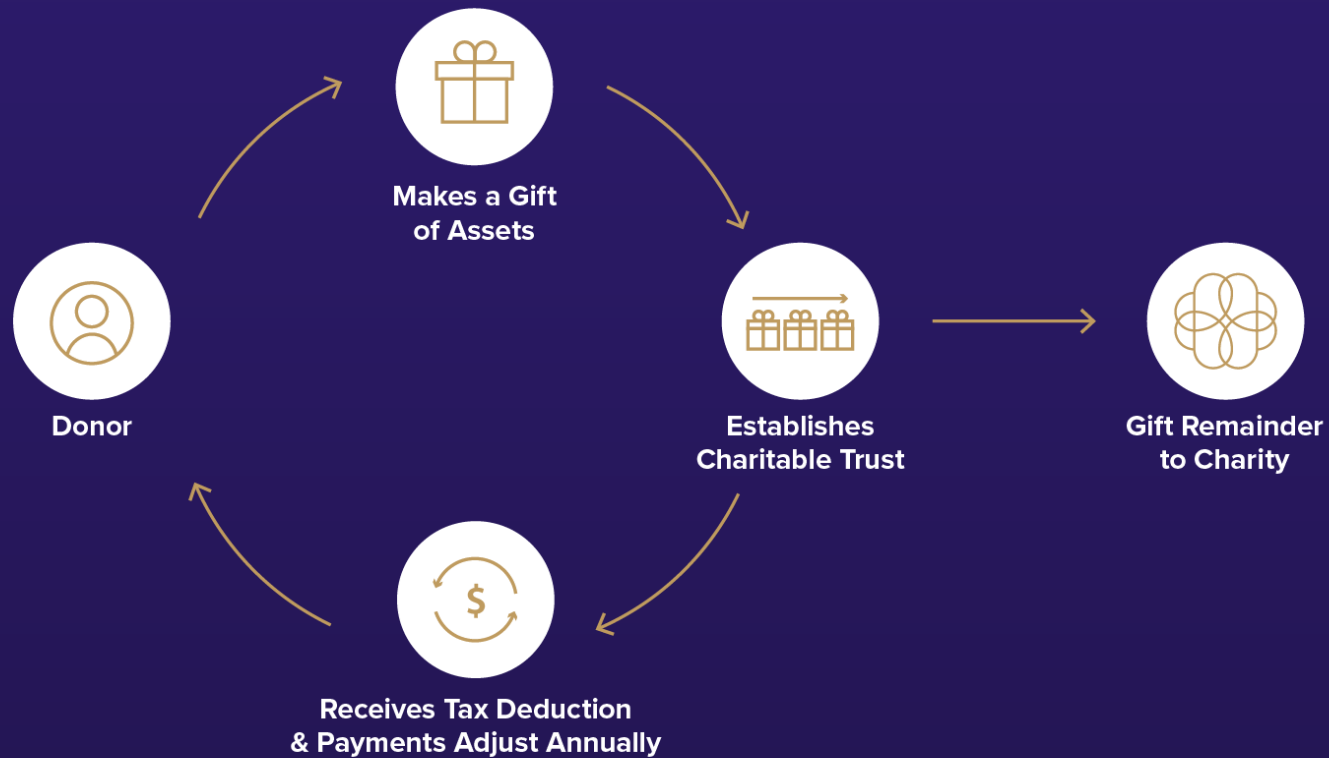 Makes a Gift
of Assets
Donor
Establishes
Charitable Trust
Gift Remainder
to Charity
$
Receives Tax Deduction
& Payments Adjust Annually